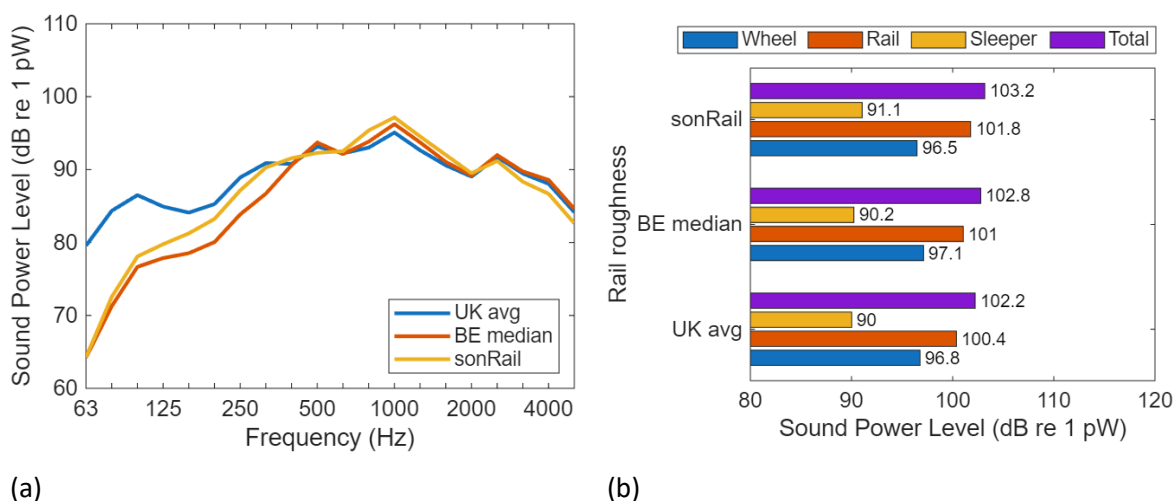 110
100
90
80
70
60
Sound Power Level (dB re 1 pW)
UK avg
BE median
sonRail
63 125 250 500 1000 2000 4000
Frequency (Hz)
(a)
Wheel Rail Sleeper Total
Rail roughness
sonRail
103.2
91.1
101.8
96.5
BE median
102.8
90.2
101
97.1
UK avg
102.2
90
100.4
96.8
80 90 100 110 120
Sound Power Level (dB re 1 pW)
(b)